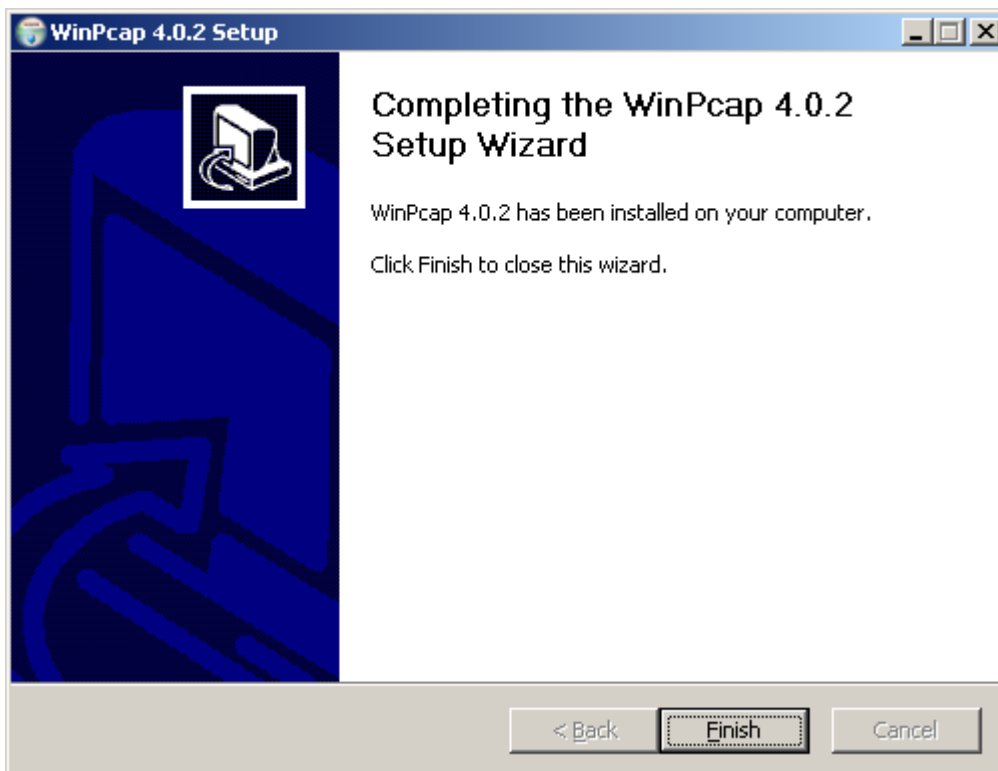 WinPcap 4.0.2 Setup
Completing the WinPcap 4.0.2
Setup Wizard
WinPcap 4.0.2 has been installed on your computer.
Click Finish to close this wizard.
< Back
Finish
Cancel